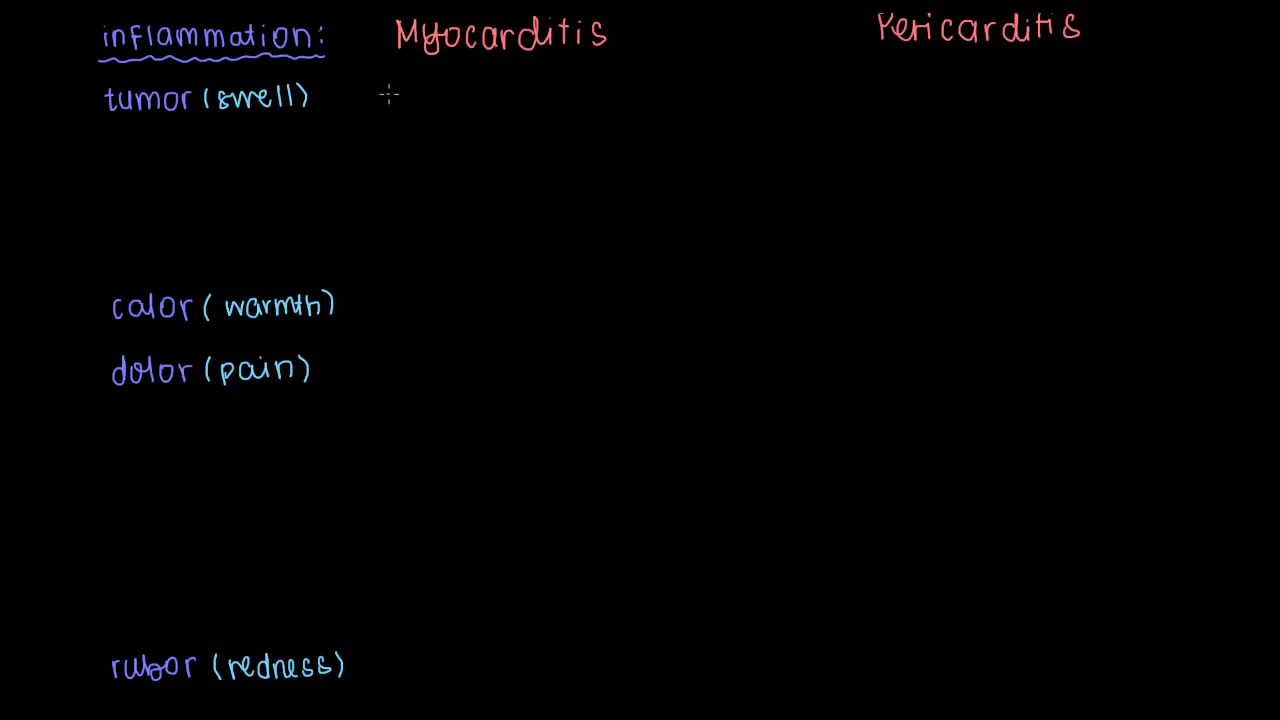 inflammation: Myocarditis Pericarditis
tumor (swell)
calor (warmth)
dolor (pain)
rubor (redness)